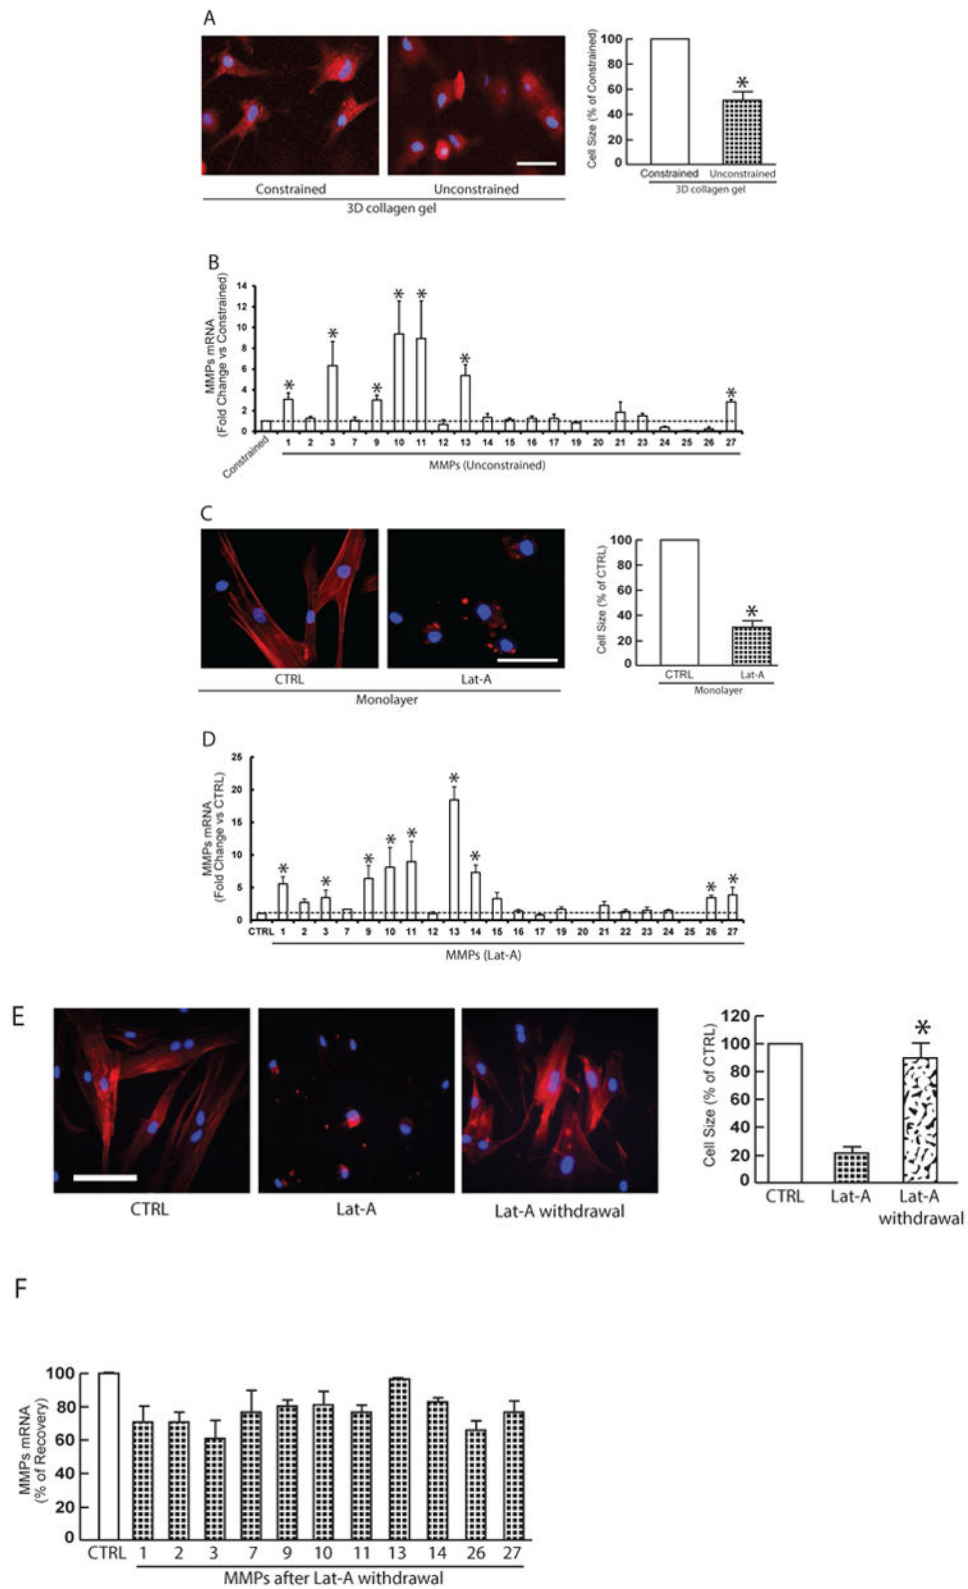 A
Constrained
Unconstrained
3D collagen gel
Cell Size (% of Constrained)
100
80
60
40
20
0
*
Constrained
Unconstrained
3D collagen gel
B
MMPs mRNA
(Fold Change vs Constrained)
14
12
10
8
6
4
2
0
* * * * * * *
Constrained 1 2 3 7 9 10 11 12 13 14 15 16 17 19 20 21 23 24 25 26 27
MMPs (Unconstrained)
C
CTRL
Lat-A
Monolayer
Cell Size (% of CTRL)
100
80
60
40
20
0
*
CTRL
Lat-A
Monolayer
D
MMPs mRNA
(Fold Change vs CTRL)
25
20
15
10
5
0
* * * * * * * * *
CTRL 1 2 3 7 9 10 11 12 13 14 15 16 17 19 20 21 22 23 24 25 26 27
MMPs (Lat-A)
E
CTRL
Lat-A
Lat-A withdrawal
Cell Size (% of CTRL)
120
100
80
60
40
20
0
*
CTRL
Lat-A
Lat-A
withdrawal
F
MMPs mRNA
(% of Recovery)
100
80
60
40
20
0
CTRL 1 2 3 7 9 10 11 13 14 26 27
MMPs after Lat-A withdrawal